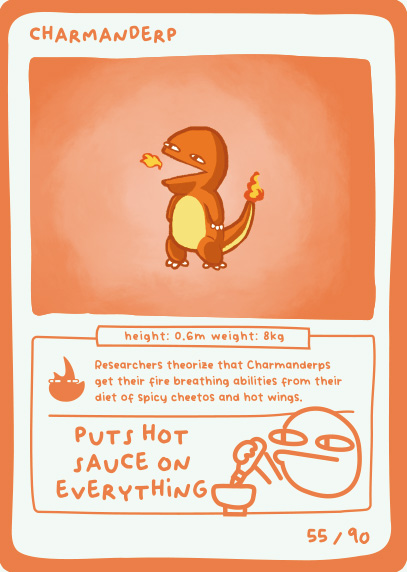 CHARMANDERP
height: 0.6m weight: 8kg
Researchers theorize that Charmanderps
get their fire breathing abilities from their
diet of spicy cheetos and hot wings.
PUTS HOT
SAUCE ON
EVERYTHING
55 / 90